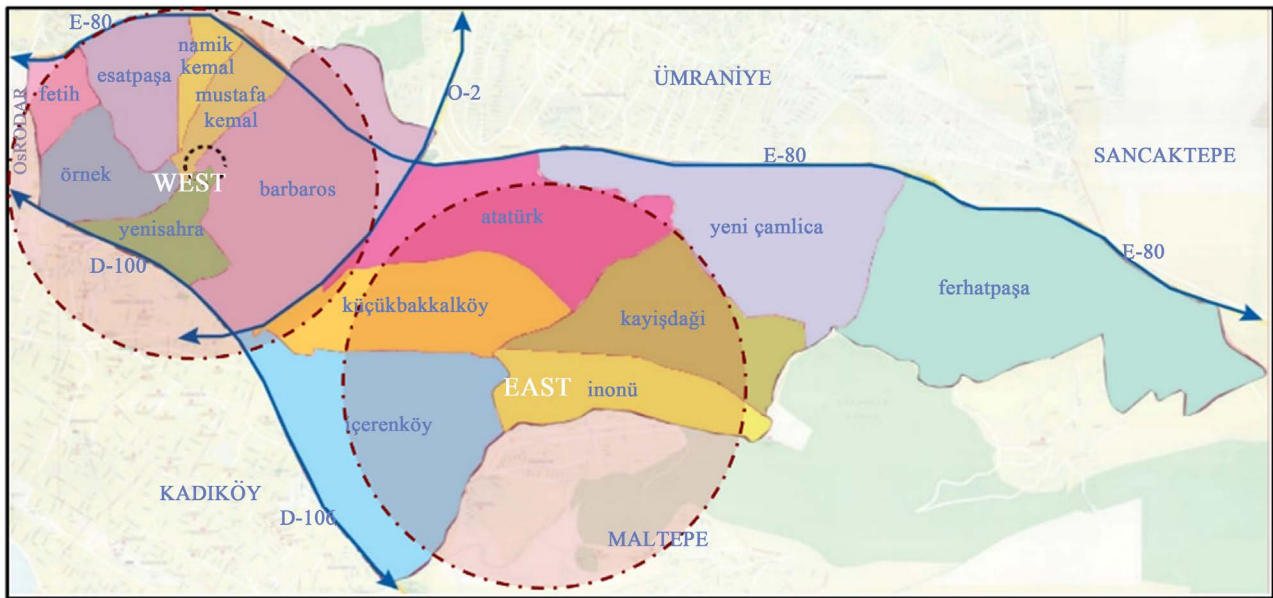 E-80
namik
kemal
esatpaşa
fetih
mustafa
kemal
O-2
ÜMRANİYE
OsRODAR
E-80
SANCAKTEPE
örnek
WEST
barbaros
yenisahra
D-100
atatürk
yeni çamlica
E-80
ferhatpaşa
küçükbakkalköy
kayişdaği
EAST
inonü
içerenköy
KADIKÖY
D-100
MALTEPE